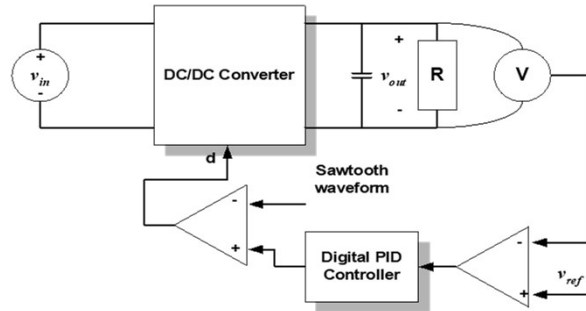 DC/DC Converter
+
v_in
-
+
v_out
-
R
V
d
Sawtooth
waveform
-
+
Digital PID
Controller
-
v_ref
+